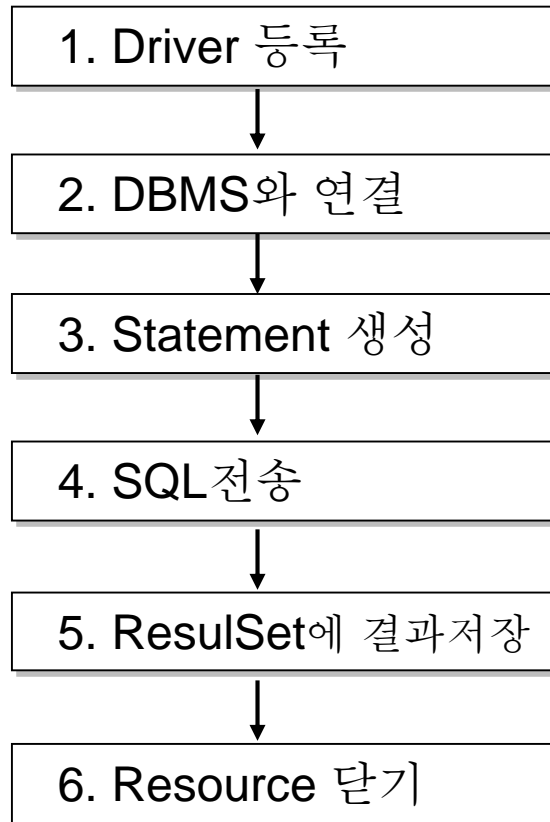 1. Driver 등록
2. DBMS와 연결
3. Statement 생성
4. SQL전송
5. ResulSet에 결과저장
6. Resource 닫기